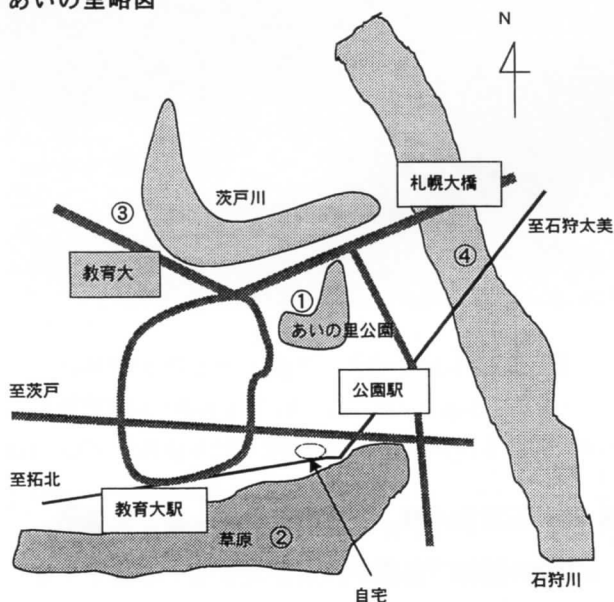 あいの里略図
N
札幌大橋
茨戸川
至石狩太美
③
④
教育大
①
あいの里公園
至茨戸
公園駅
至拓北
教育大駅
草原 ②
石狩川
自宅